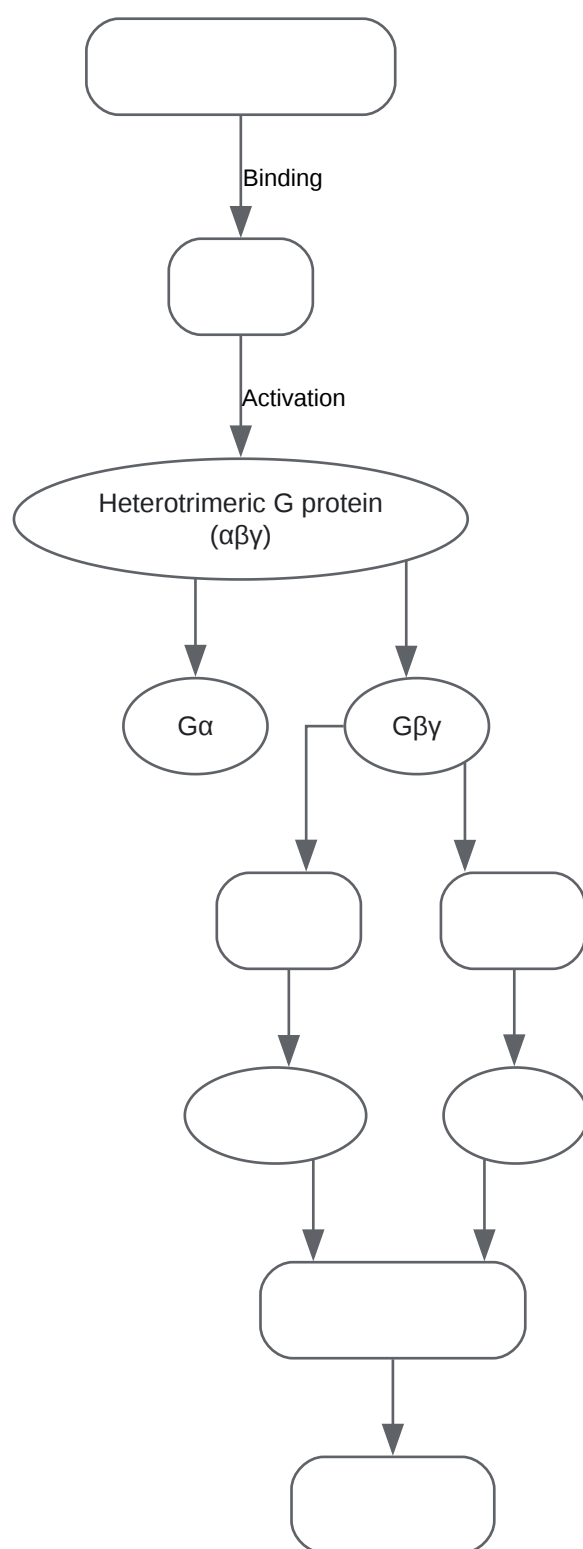 Binding
Activation
Heterotrimeric G protein
(αβγ)
Gα
Gβγ